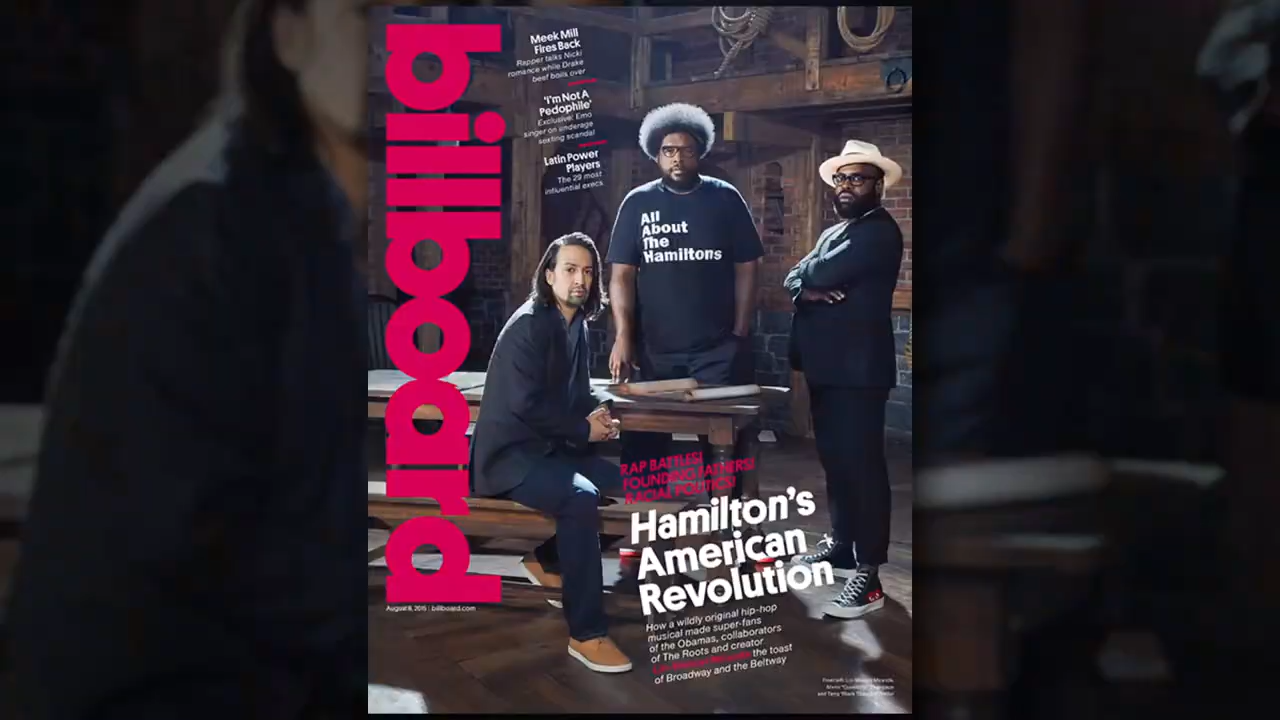 billboard
Meek Mill
Fires Back
Rapper talks Nicki
romance while Drake
beef boils over
'I'm Not A
Pedophile'
Exclusive: Emo
singer on underage
sexting scandal
Latin Power
Players
The 29 most
influential execs
All
About
The
Hamiltons
RAP BATTLES!
FOUNDING FATHERS!
RACIAL POLITICS!
Hamilton's
American
Revolution
How a wildly original hip-hop
musical made super-fans
of the Obamas, collaborators
of The Roots and creator
Lin-Manuel Miranda the toast
of Broadway and the Beltway
August 8, 2015 | billboard.com